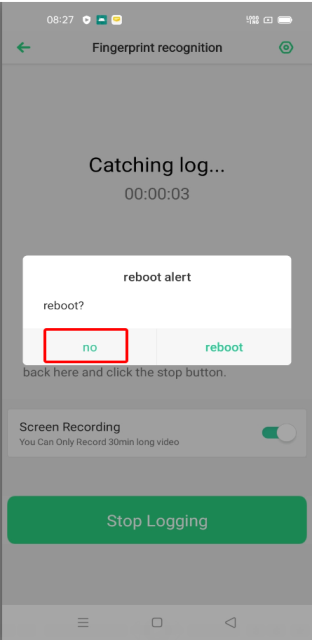 08:27
Fingerprint recognition
Catching log...
00:00:03
reboot alert
reboot?
no
reboot
back here and click the stop button.
Screen Recording
You Can Only Record 30min long video
Stop Logging